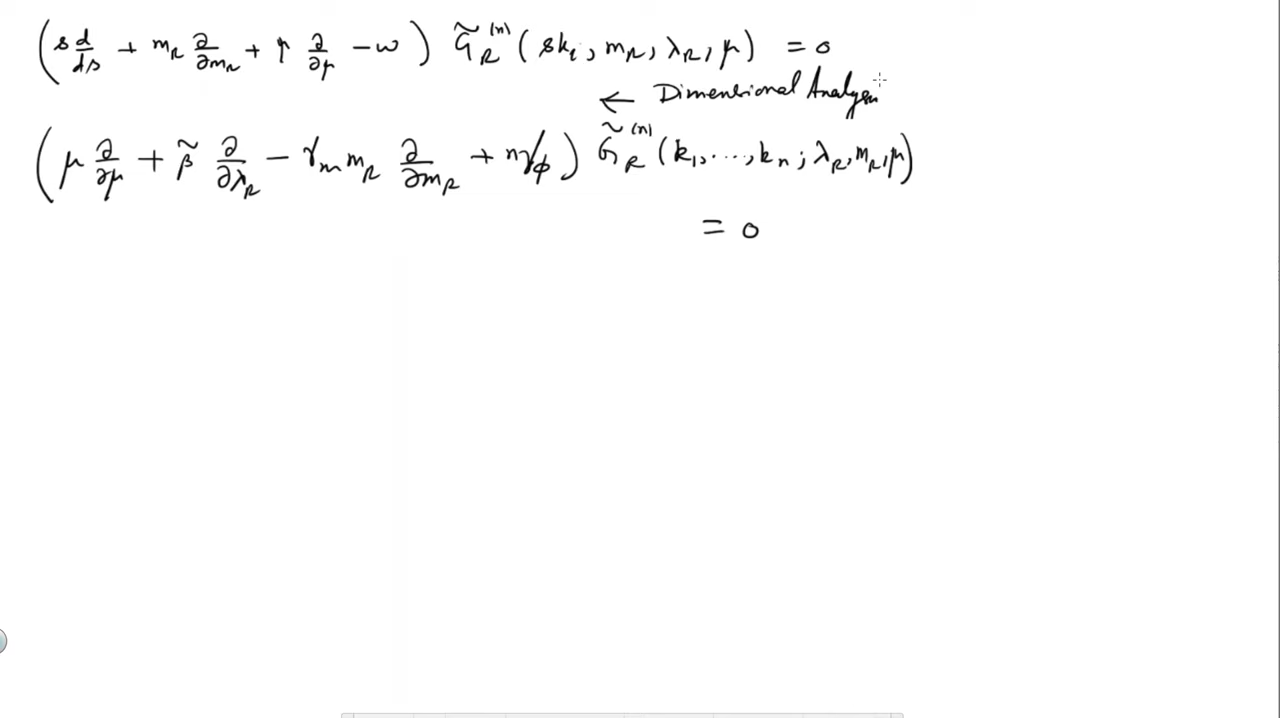 (s d/ds + m_R ∂/∂m_R + μ ∂/∂μ - ω) G̃_R^(n) (sk_i, m_R, λ_R, μ) = 0
← Dimensional Analysis
(μ ∂/∂μ + β̃ ∂/∂λ_R - γ_m m_R ∂/∂m_R + nγ_φ) G̃_R^(n) (k_1, ..., k_n; λ_R, m_R, μ)
= 0